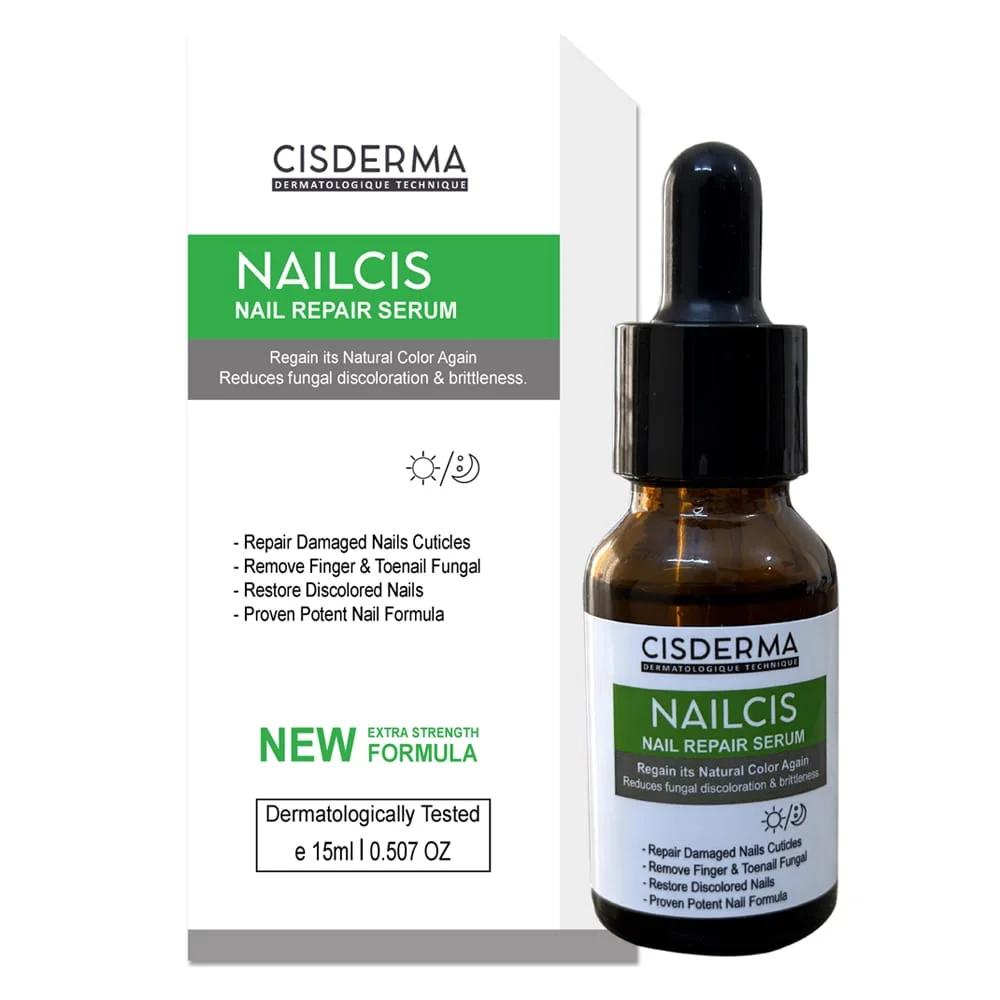 CISDERMA
DERMATOLOGIQUE TECHNIQUE
NAILCIS
NAIL REPAIR SERUM
Regain its Natural Color Again
Reduces fungal discoloration & brittleness.
- Repair Damaged Nails Cuticles
- Remove Finger & Toenail Fungal
- Restore Discolored Nails
- Proven Potent Nail Formula
NEW EXTRA STRENGTH
FORMULA
Dermatologically Tested
e 15ml | 0.507 OZ
CISDERMA
DERMATOLOGIQUE TECHNIQUE
NAILCIS
NAIL REPAIR SERUM
Regain its Natural Color Again
Reduces fungal discoloration & brittleness.
- Repair Damaged Nails Cuticles
- Remove Finger & Toenail Fungal
- Restore Discolored Nails
- Proven Potent Nail Formula